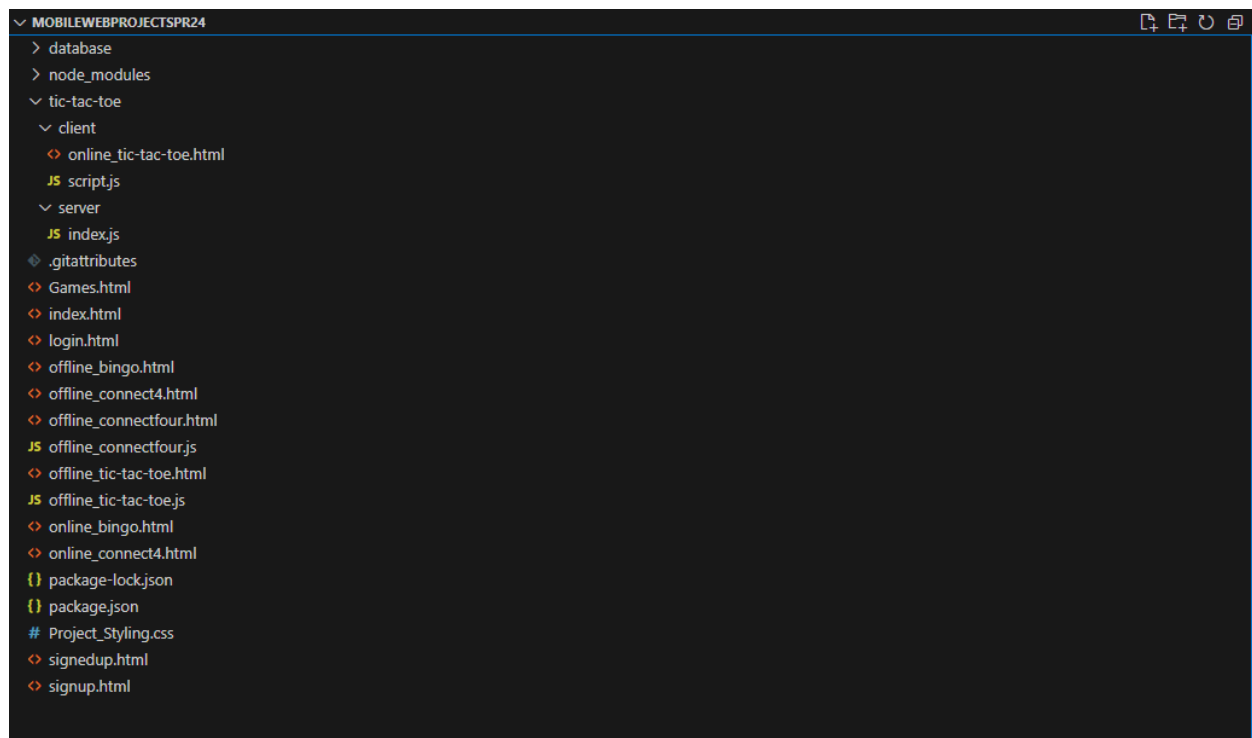 MOBILEWEBPROJECTSPR24
database
node_modules
tic-tac-toe
client
<> online_tic-tac-toe.html
JS script.js
server
JS index.js
.gitattributes
<> Games.html
<> index.html
<> login.html
<> offline_bingo.html
<> offline_connect4.html
<> offline_connectfour.html
JS offline_connectfour.js
<> offline_tic-tac-toe.html
JS offline_tic-tac-toe.js
<> online_bingo.html
<> online_connect4.html
{} package-lock.json
{} package.json
# Project_Styling.css
<> signedup.html
<> signup.html